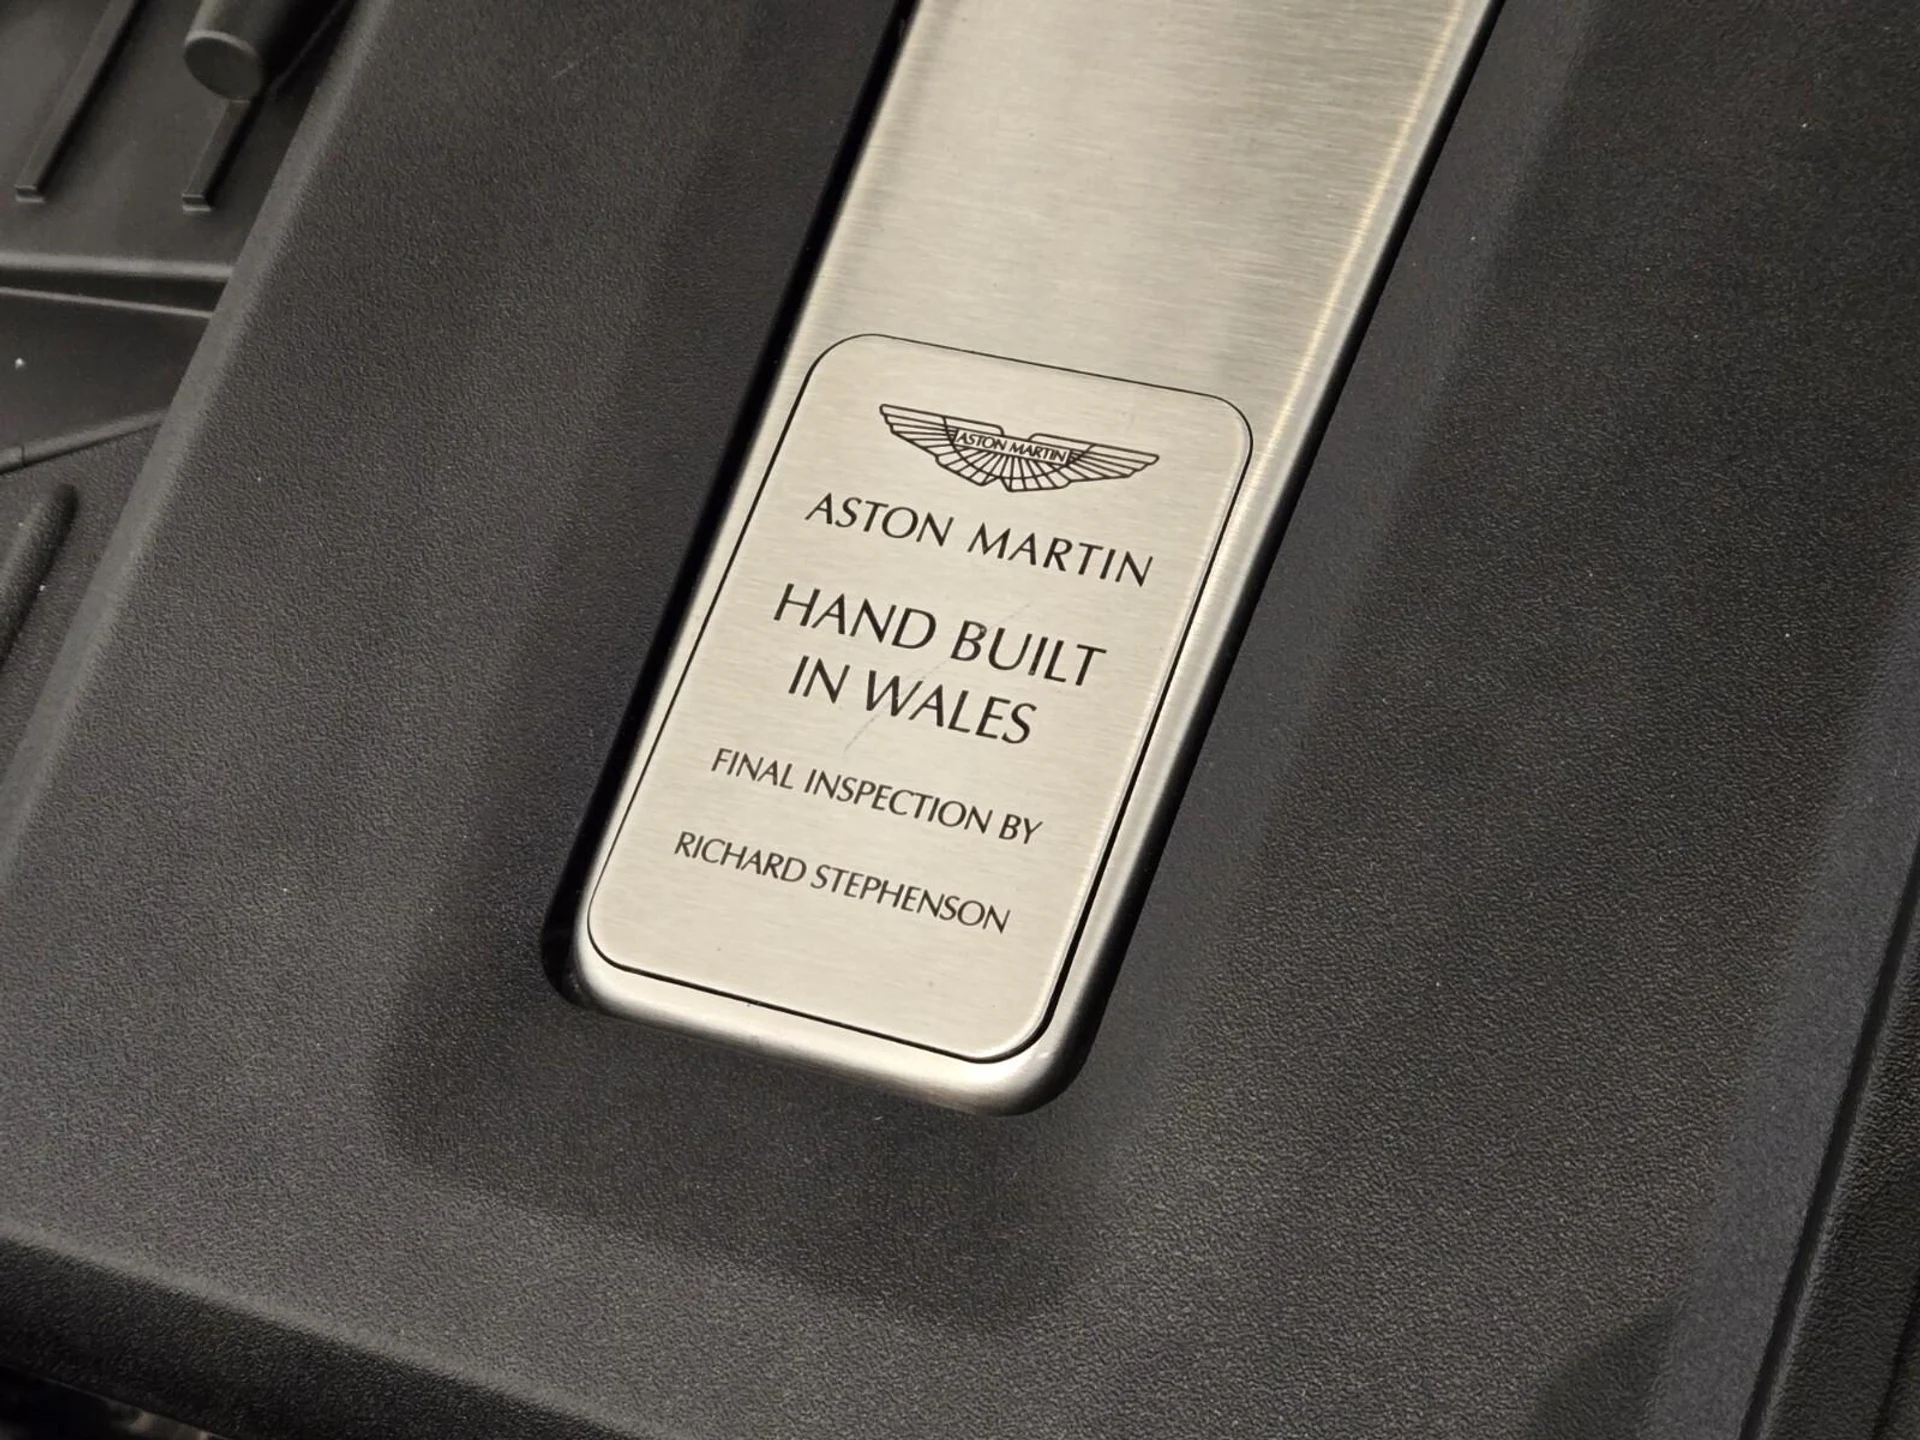 ASTON MARTIN
ASTON MARTIN
HAND BUILT
IN WALES
FINAL INSPECTION BY
RICHARD STEPHENSON